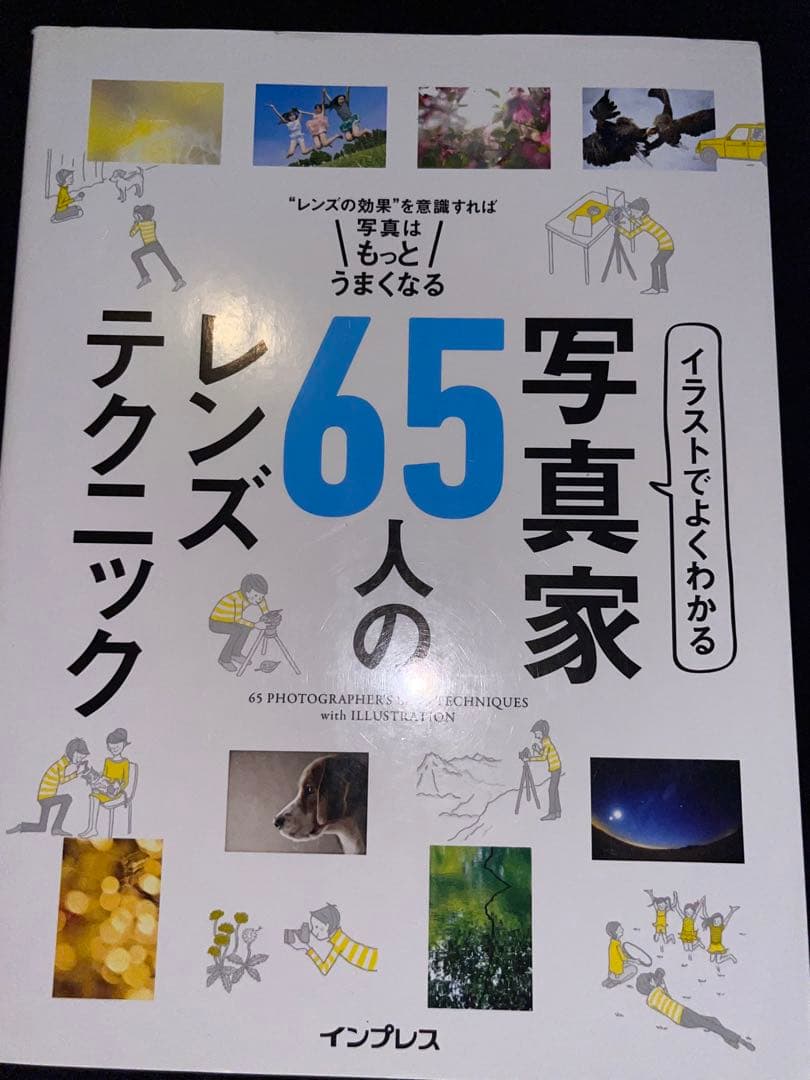 “レンズの効果”を意識すれば
写真は
もっと
うまくなる
イラストでよくわかる
写真家
65
人の
レンズ
テクニック
65 PHOTOGRAPHER'S TECHNIQUES
with ILLUSTRATION
インプレス